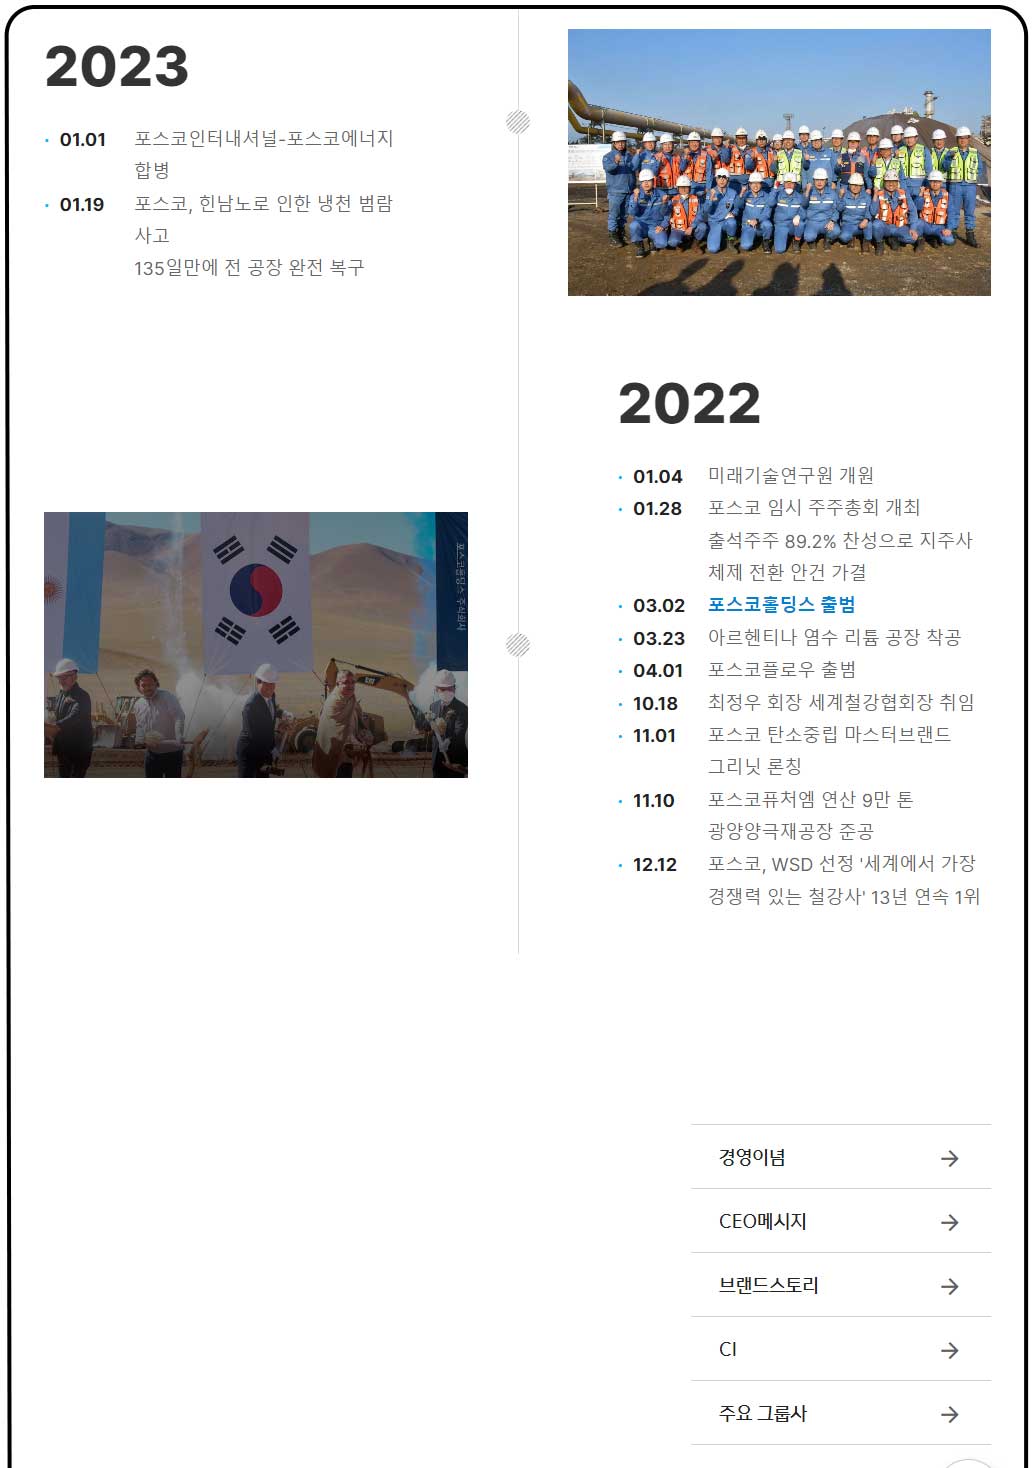 2023
01.01 포스코인터내셔널-포스코에너지
합병
01.19 포스코, 힌남노로 인한 냉천 범람
사고
135일만에 전 공장 완전 복구
2022
01.04 미래기술연구원 개원
01.28 포스코 임시 주주총회 개최
출석주주 89.2% 찬성으로 지주사
체제 전환 안건 가결
03.02 포스코홀딩스 출범
03.23 아르헨티나 염수 리튬 공장 착공
04.01 포스코플로우 출범
10.18 최정우 회장 세계철강협회장 취임
11.01 포스코 탄소중립 마스터브랜드
그리닛 론칭
11.10 포스코퓨처엠 연산 9만 톤
광양양극재공장 준공
12.12 포스코, WSD 선정 '세계에서 가장
경쟁력 있는 철강사' 13년 연속 1위
포스코홀딩스 주식회사
경영이념
CEO메시지
브랜드스토리
CI
주요 그룹사